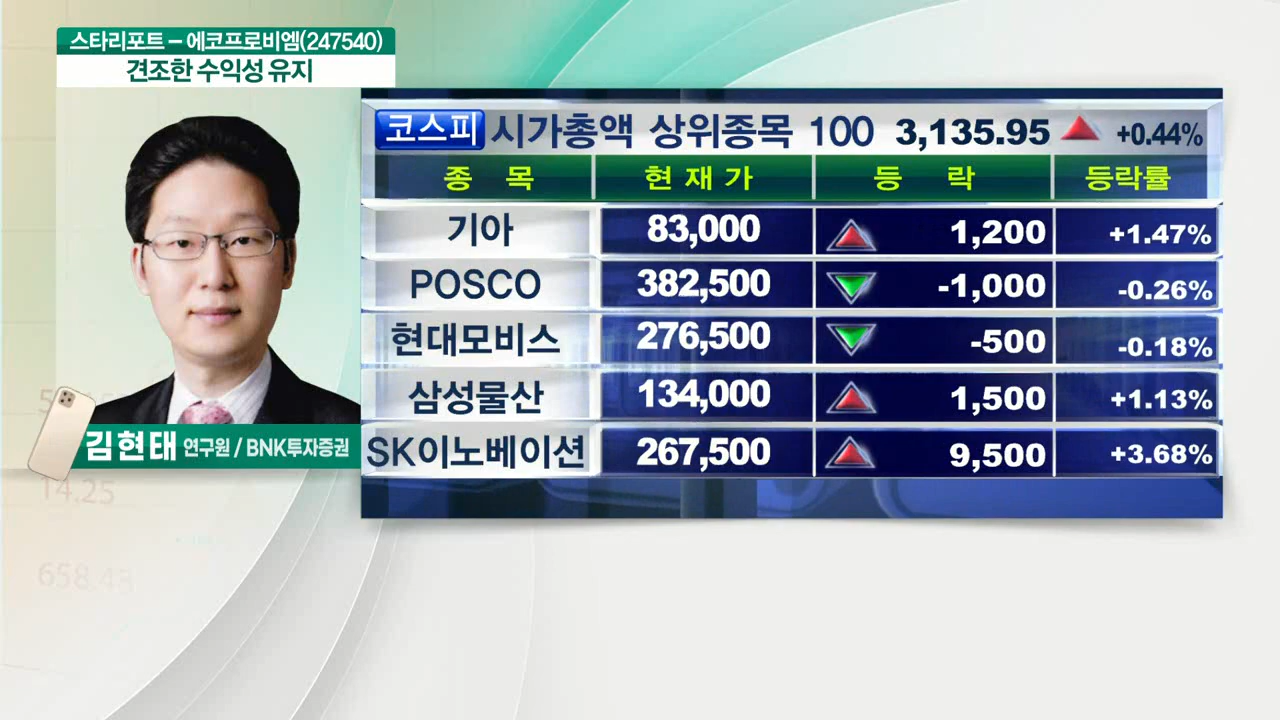 스타리포트 – 에코프로비엠(247540)
견조한 수익성 유지
코스피 시가총액 상위종목 100 3,135.95 +0.44%
종 목 현 재 가 등 락 등락률
기아 83,000 1,200 +1.47%
POSCO 382,500 -1,000 -0.26%
현대모비스 276,500 -500 -0.18%
삼성물산 134,000 1,500 +1.13%
SK이노베이션 267,500 9,500 +3.68%
김현태 연구원 / BNK투자증권
14.25
658.43